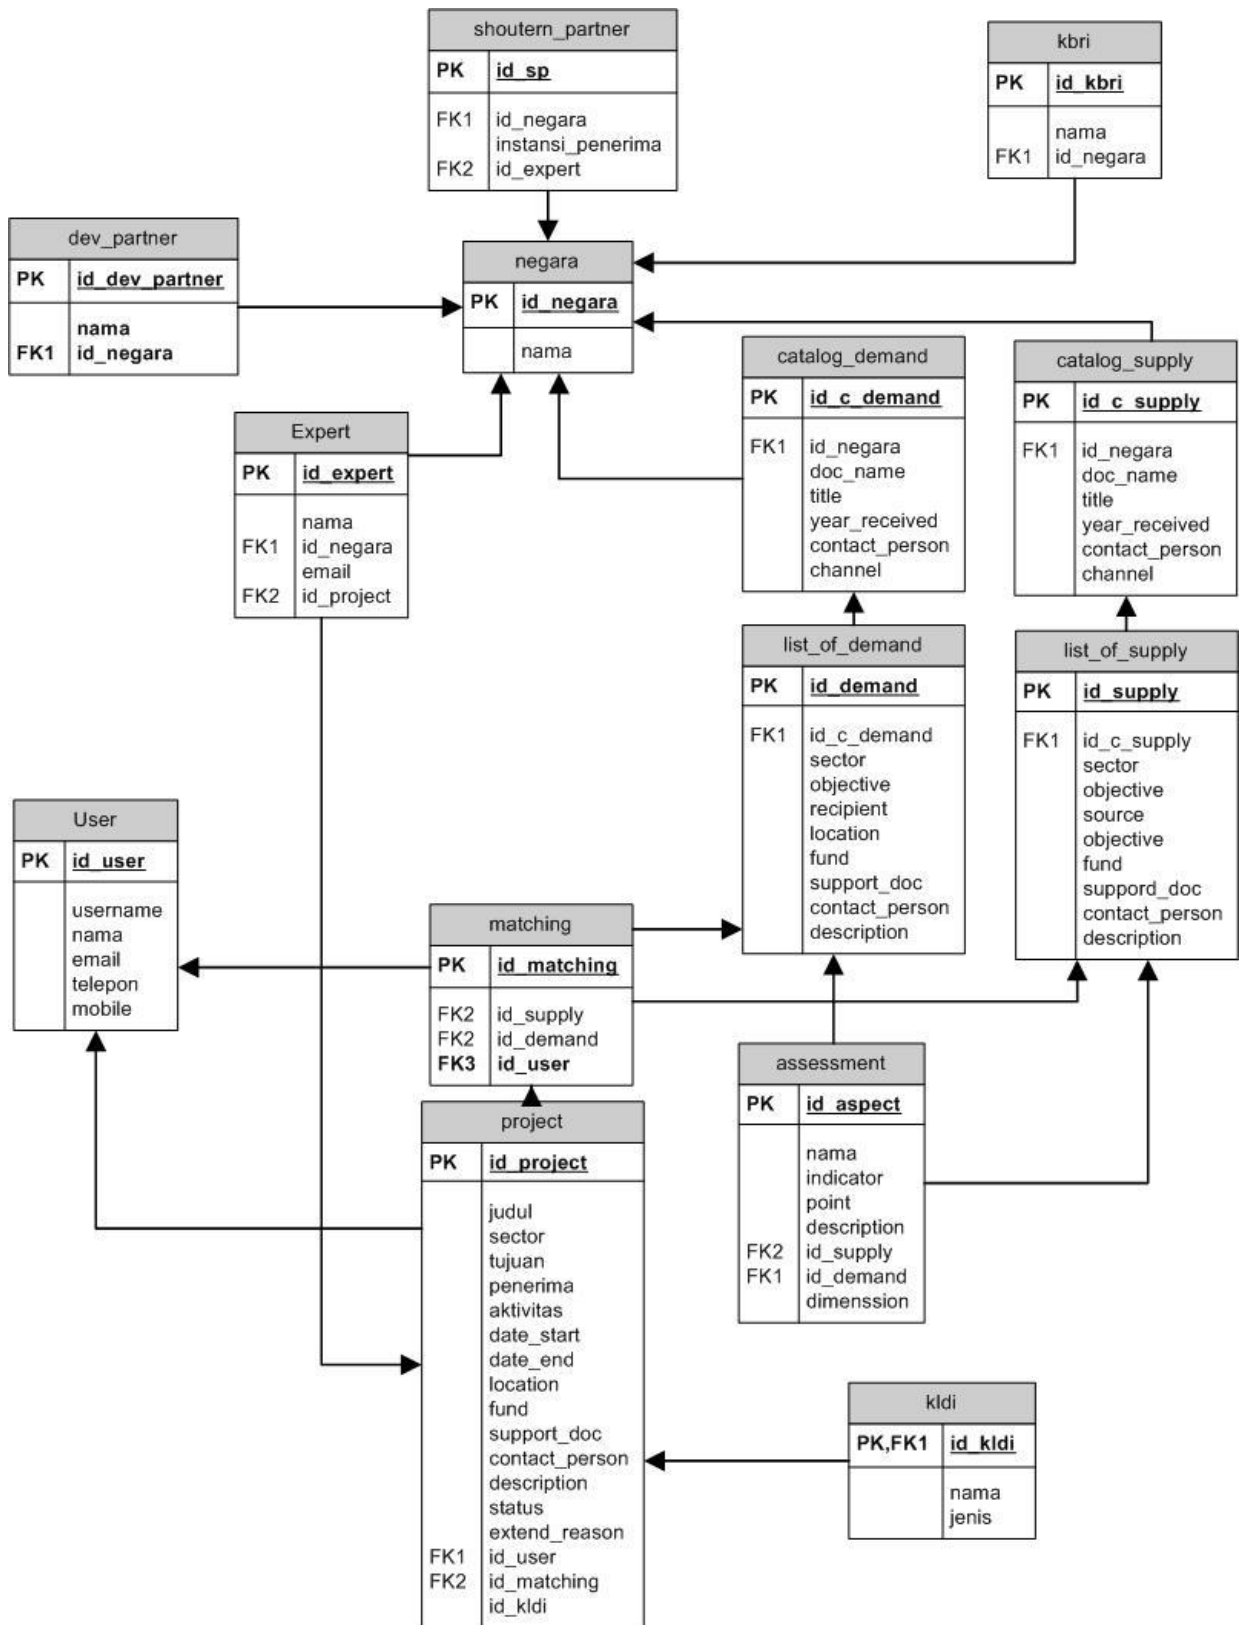 shoutern_partner
PK id_sp
FK1 id_negara
instansi_penerima
FK2 id_expert
kbri
PK id_kbri
nama
FK1 id_negara
dev_partner
PK id_dev_partner
nama
FK1 id_negara
negara
PK id_negara
nama
catalog_demand
PK id_c_demand
FK1 id_negara
doc_name
title
year_received
contact_person
channel
catalog_supply
PK id_c_supply
FK1 id_negara
doc_name
title
year_received
contact_person
channel
Expert
PK id_expert
nama
FK1 id_negara
email
FK2 id_project
list_of_demand
PK id_demand
FK1 id_c_demand
sector
objective
recipient
location
fund
support_doc
contact_person
description
list_of_supply
PK id_supply
FK1 id_c_supply
sector
objective
source
objective
fund
suppord_doc
contact_person
description
User
PK id_user
username
nama
email
telepon
mobile
matching
PK id_matching
FK2 id_supply
FK2 id_demand
FK3 id_user
assessment
PK id_aspect
nama
indicator
point
description
FK2 id_supply
FK1 id_demand
dimenssion
project
PK id_project
judul
sector
tujuan
penerima
aktivitas
date_start
date_end
location
fund
support_doc
contact_person
description
status
extend_reason
FK1 id_user
FK2 id_matching
id_kldi
kldi
PK,FK1 id_kldi
nama
jenis